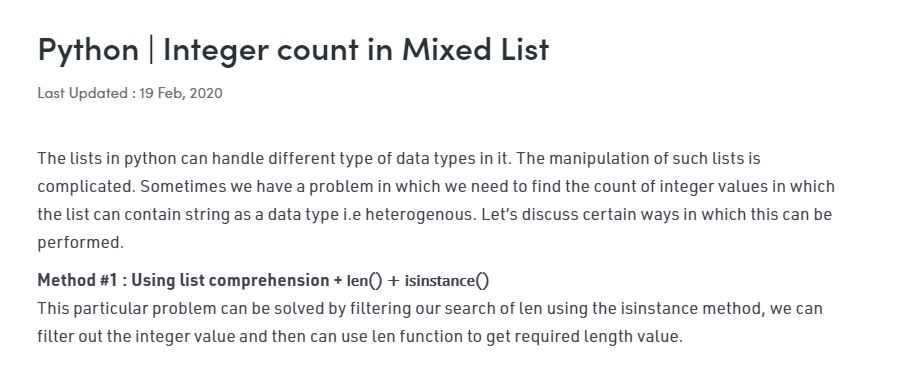 Python | Integer count in Mixed List
Last Updated : 19 Feb, 2020
The lists in python can handle different type of data types in it. The manipulation of such lists is
complicated. Sometimes we have a problem in which we need to find the count of integer values in which
the list can contain string as a data type i.e heterogenous. Let’s discuss certain ways in which this can be
performed.
Method #1 : Using list comprehension + len() + isinstance()
This particular problem can be solved by filtering our search of len using the isinstance method, we can
filter out the integer value and then can use len function to get required length value.